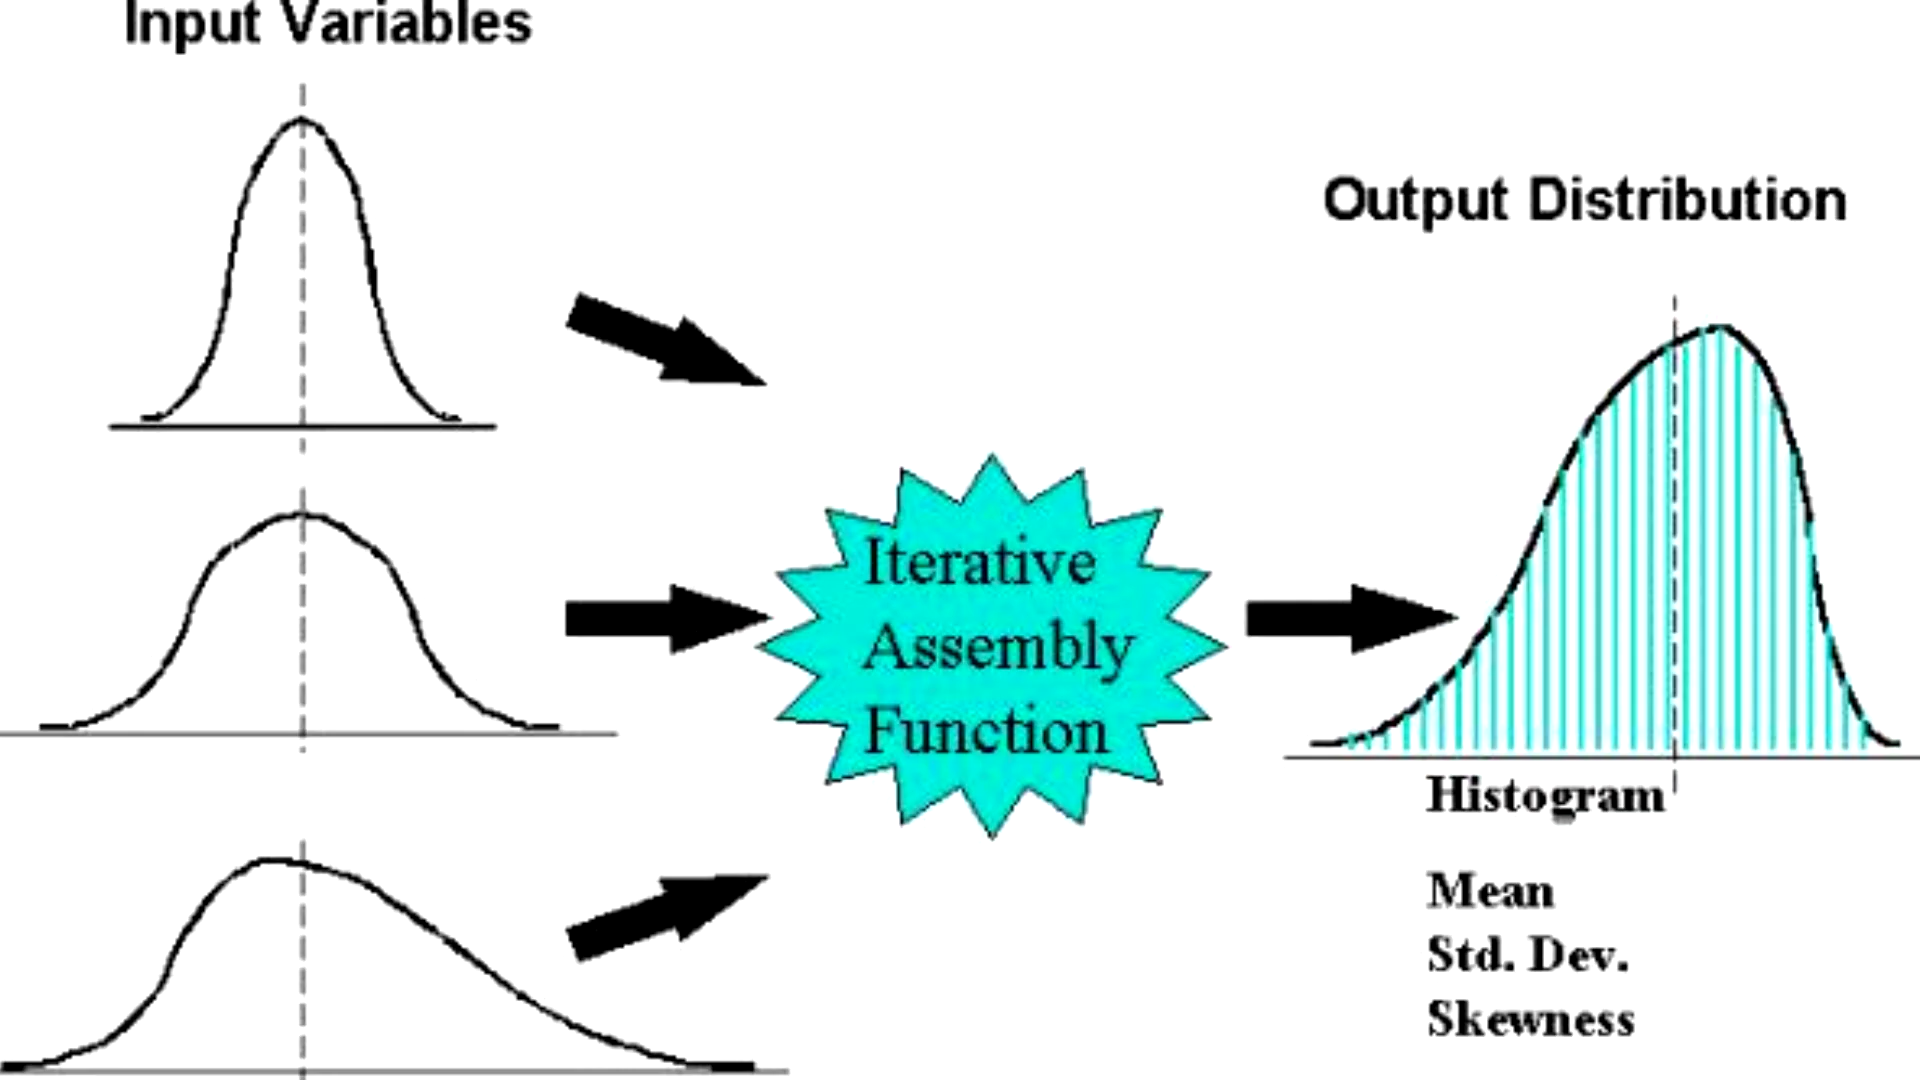 Input Variables
Output Distribution
Iterative
Assembly
Function
Histogram
Mean
Std. Dev.
Skewness